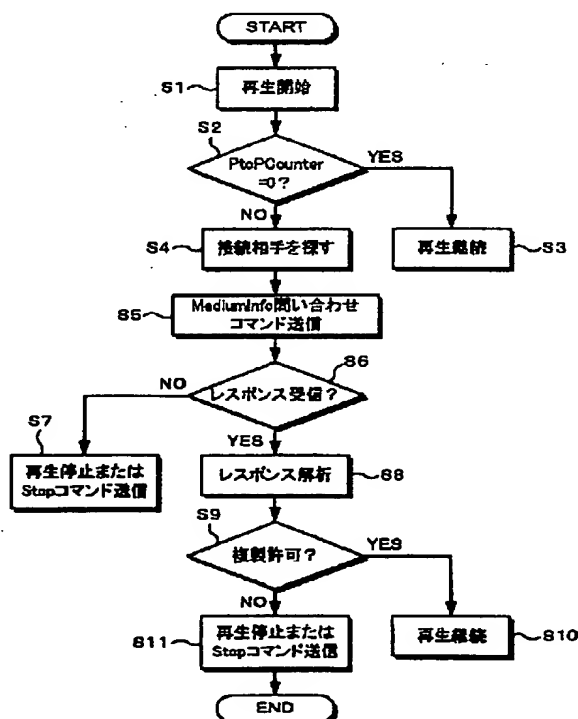 START
S1
再生開始
S2
PtoPCounter
=0?
YES
NO
S4
接続相手を探す
再生継続
S3
S5
MediumInfo問い合わせ
コマンド送信
S6
NO
レスポンス受信?
S7
YES
再生停止または
Stopコマンド送信
レスポンス解析
S8
S9
複製許可?
YES
NO
S11
再生停止または
Stopコマンド送信
再生継続
S10
END